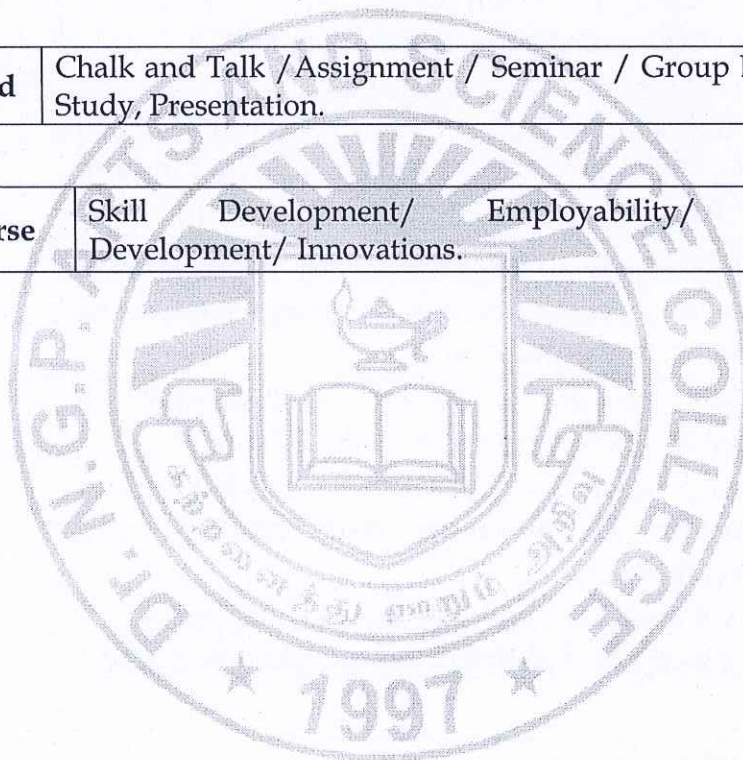 d
Chalk and Talk /Assignment / Seminar / Group
Study, Presentation.
rse
Skill Development/ Employability/
Development/ Innovations.
Dr. N.G.P. ARTS AND SCIENCE COLLEGE
★ 1997 ★